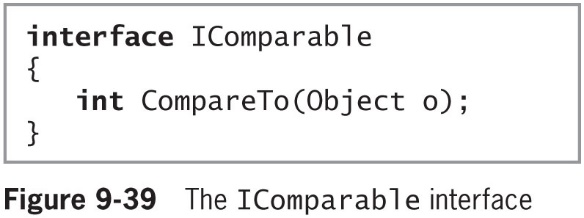 interface IComparable
{
   int CompareTo(Object o);
}
Figure 9-39 The IComparable interface